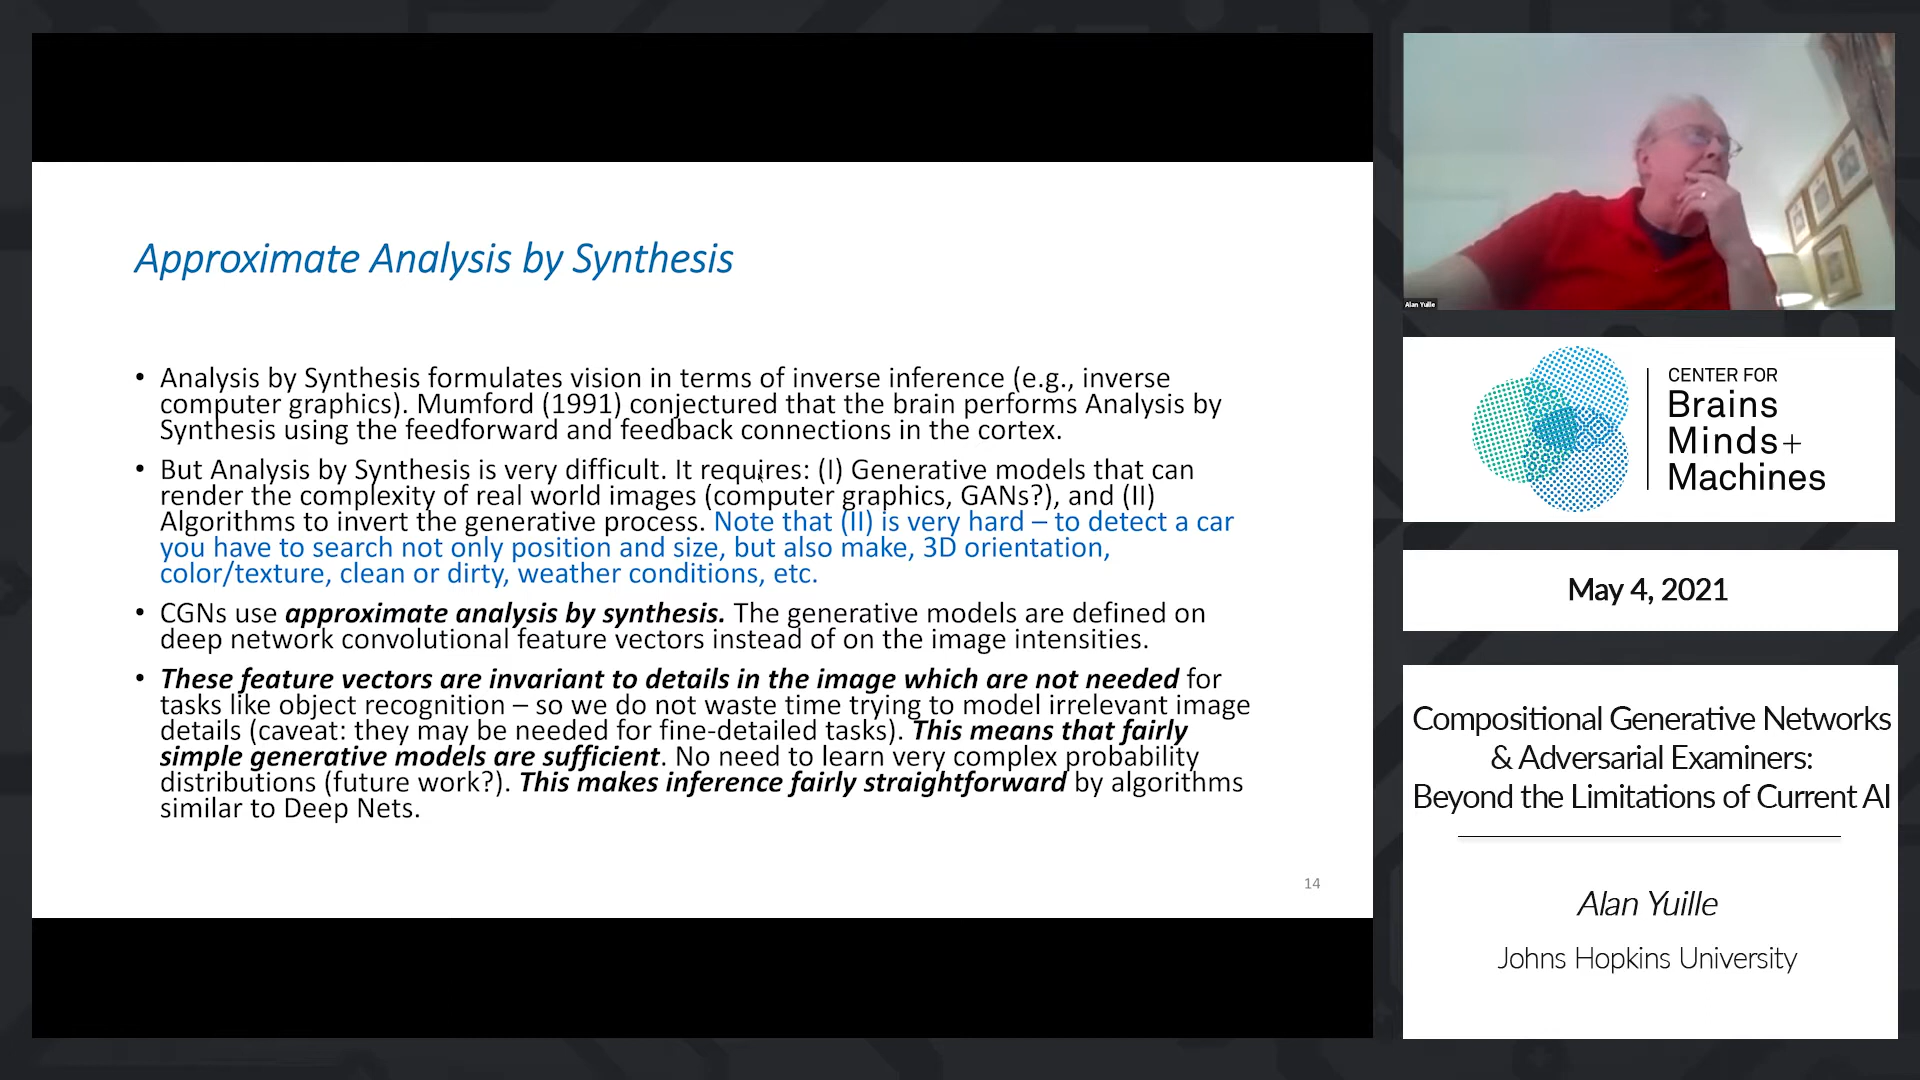 Approximate Analysis by Synthesis
• Analysis by Synthesis formulates vision in terms of inverse inference (e.g., inverse
computer graphics). Mumford (1991) conjectured that the brain performs Analysis by
Synthesis using the feedforward and feedback connections in the cortex.
• But Analysis by Synthesis is very difficult. It requires: (I) Generative models that can
render the complexity of real world images (computer graphics, GANs?), and (II)
Algorithms to invert the generative process. Note that (II) is very hard – to detect a car
you have to search not only position and size, but also make, 3D orientation,
color/texture, clean or dirty, weather conditions, etc.
• CGNs use approximate analysis by synthesis. The generative models are defined on
deep network convolutional feature vectors instead of on the image intensities.
• These feature vectors are invariant to details in the image which are not needed for
tasks like object recognition – so we do not waste time trying to model irrelevant image
details (caveat: they may be needed for fine-detailed tasks). This means that fairly
simple generative models are sufficient. No need to learn very complex probability
distributions (future work?). This makes inference fairly straightforward by algorithms
similar to Deep Nets.
14
Alan Yuille
CENTER FOR
Brains
Minds+
Machines
May 4, 2021
Compositional Generative Networks
& Adversarial Examiners:
Beyond the Limitations of Current AI
Alan Yuille
Johns Hopkins University